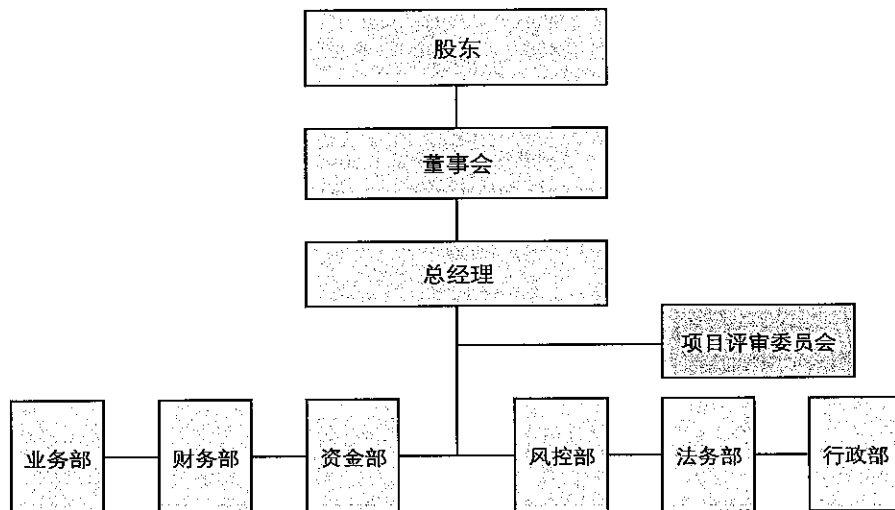 股东
董事会
总经理
项目评审委员会
业务部
财务部
资金部
风控部
法务部
行政部